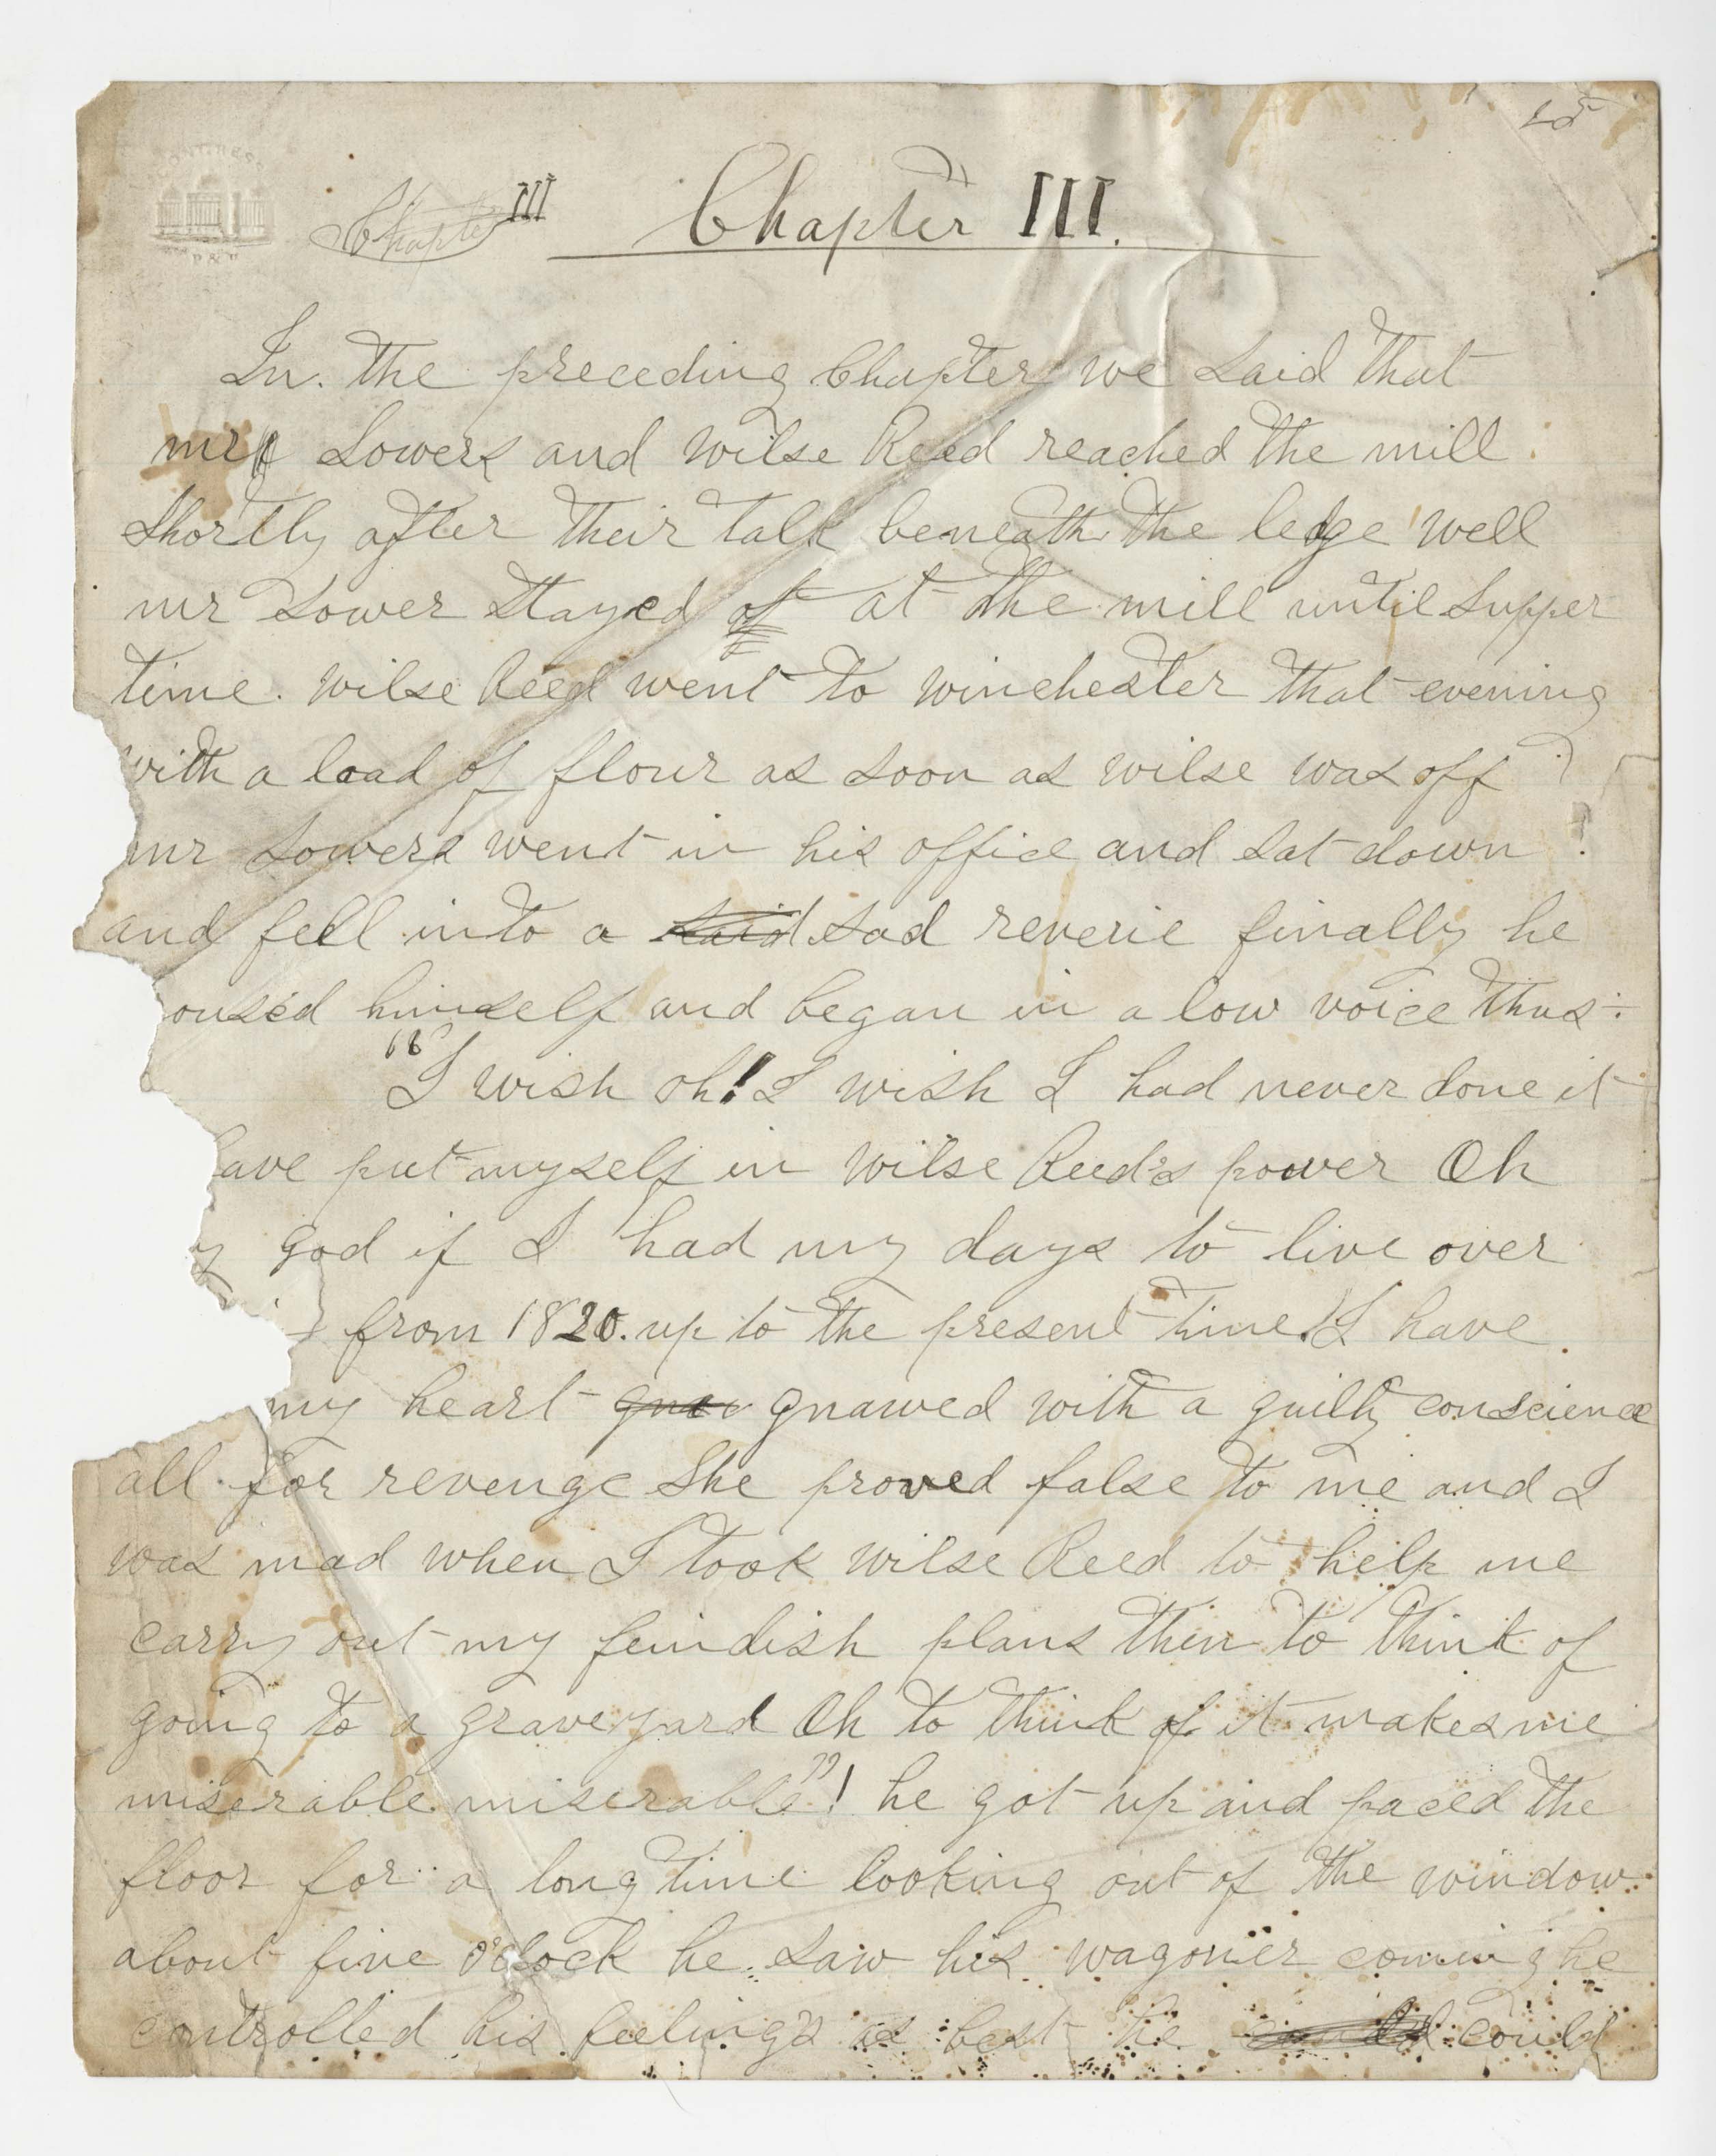 25
Chapter III Chapter III.
In. the preceding Chapter we said that
mr Lowers and wilse Reed reached the mill
shortly after their talk beneath the ledge well
mr Lower stayed of at the mill until supper
time. wilse Reed went to winchester that evening
with a load of flour as soon as wilse was off
mr Lowers went in his office and sat down
and fell into a said sad reverie finally he
oused himself and began in a low voice thus:
"I wish oh! I wish I had never done it
ave put myself in wilse Reed's power Oh
y god if I had my days to live over
from 1820. up to the present time! I have
my heart gnaw gnawed with a guilty conscience
all for revenge she proved false to me and I
was mad when I took wilse Reed to help me
carry out my feindish plans then to think of
going to a graveyard Oh to think of it makes me
miserable miserable"! he got up and paced the
floor for a long time looking out of the window
about five o'clock he saw his wagoner coming he
controlled his feeling's as best he could could